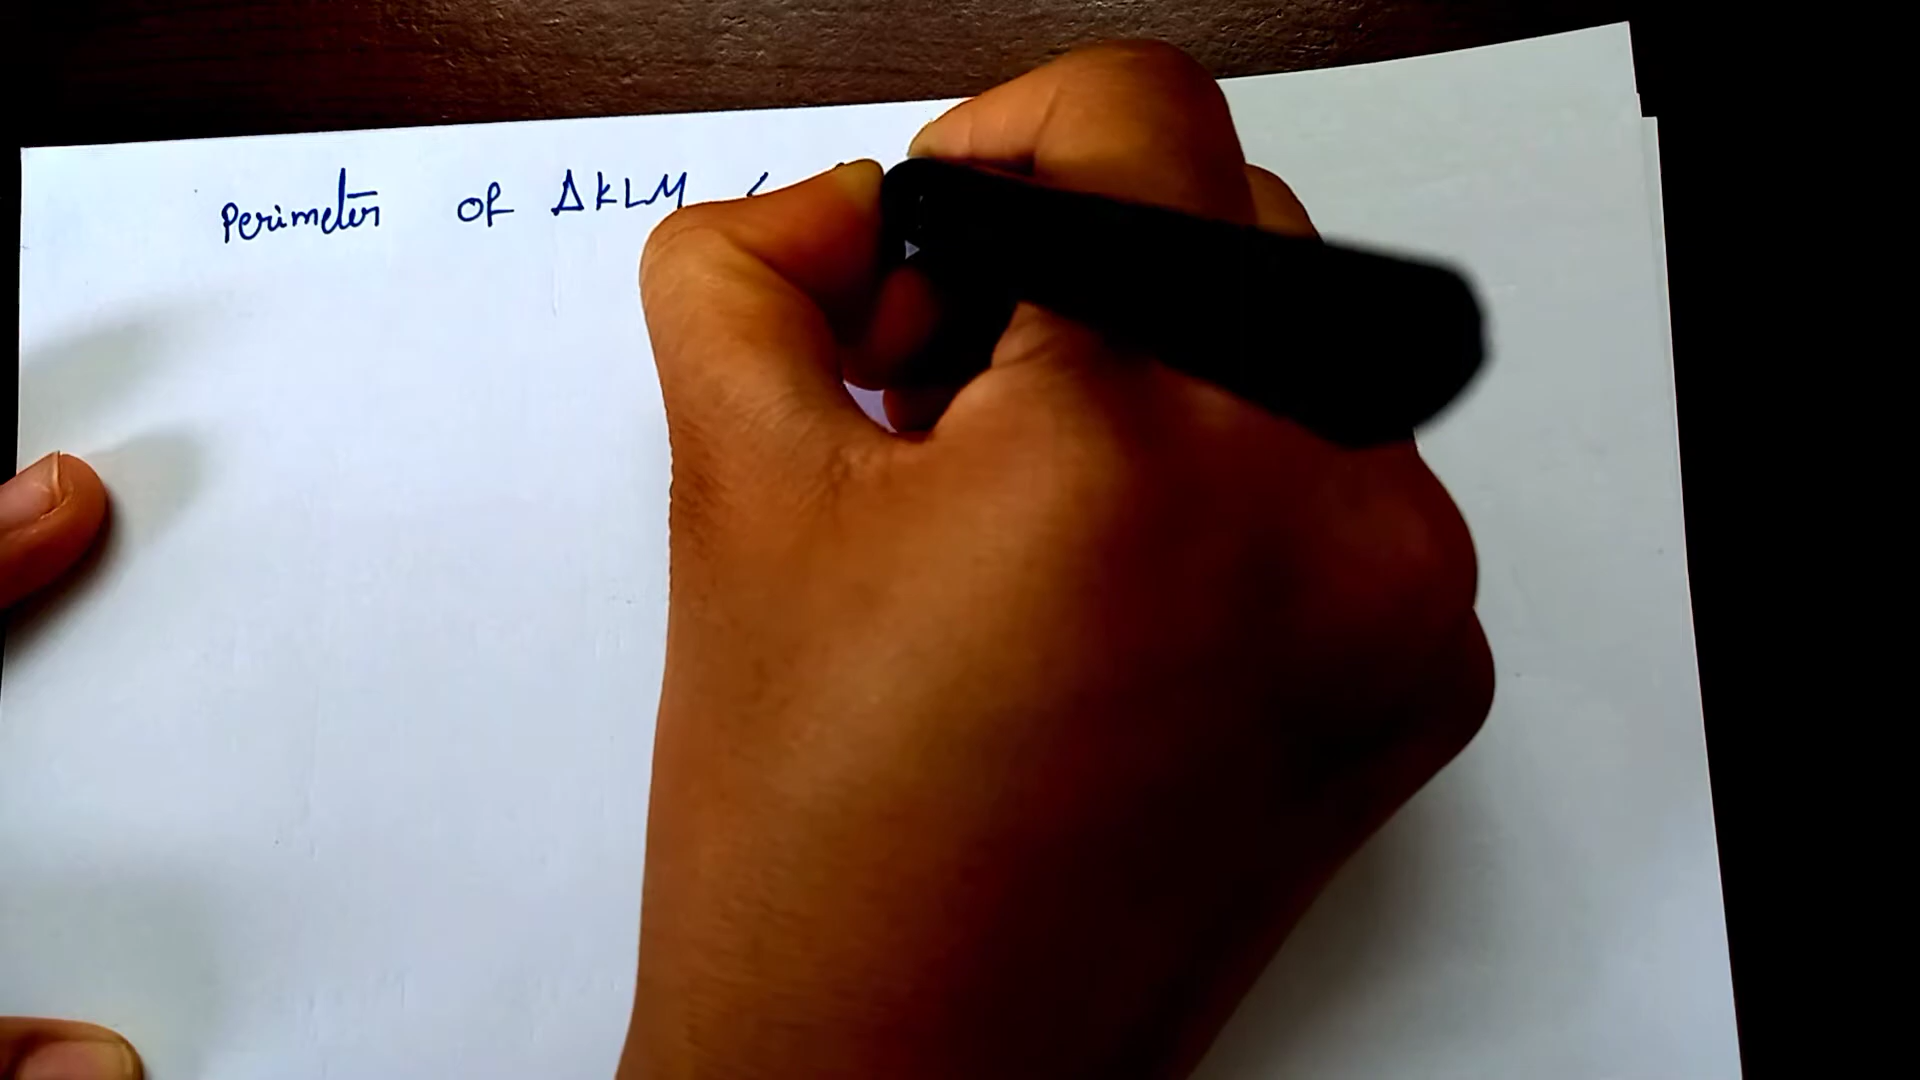 Perimeter of ΔKLM <